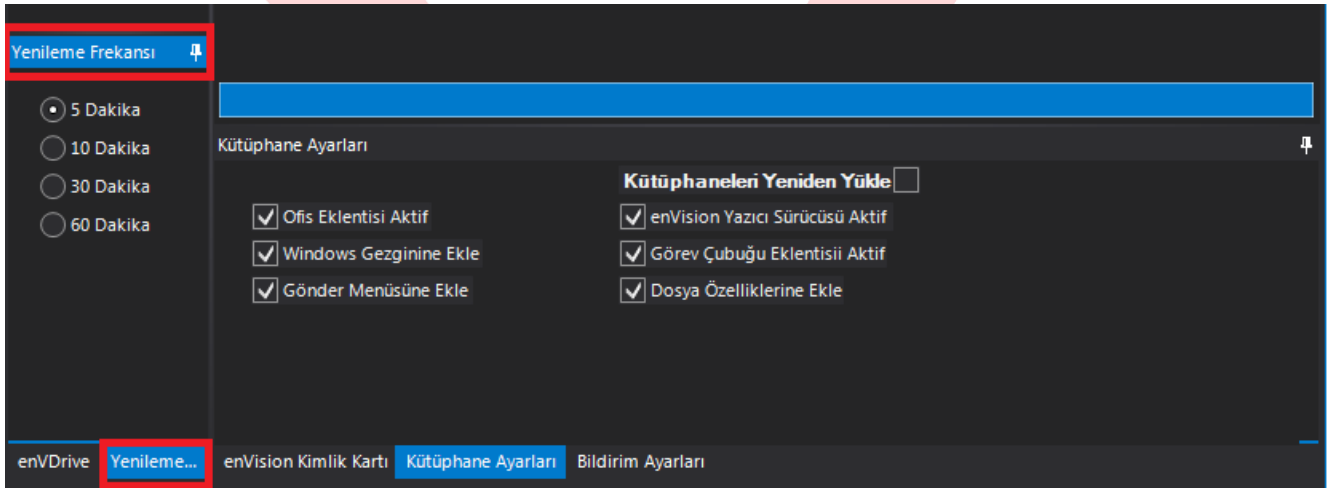 Yenileme Frekansı
5 Dakika
10 Dakika
30 Dakika
60 Dakika
Kütüphane Ayarları
Kütüphaneleri Yeniden Yükle
Ofis Eklentisi Aktif
enVision Yazıcı Sürücüsü Aktif
Windows Gezginine Ekle
Görev Çubuğu Eklentisii Aktif
Gönder Menüsüne Ekle
Dosya Özelliklerine Ekle
enVDrive Yenileme... enVision Kimlik Kartı Kütüphane Ayarları Bildirim Ayarları